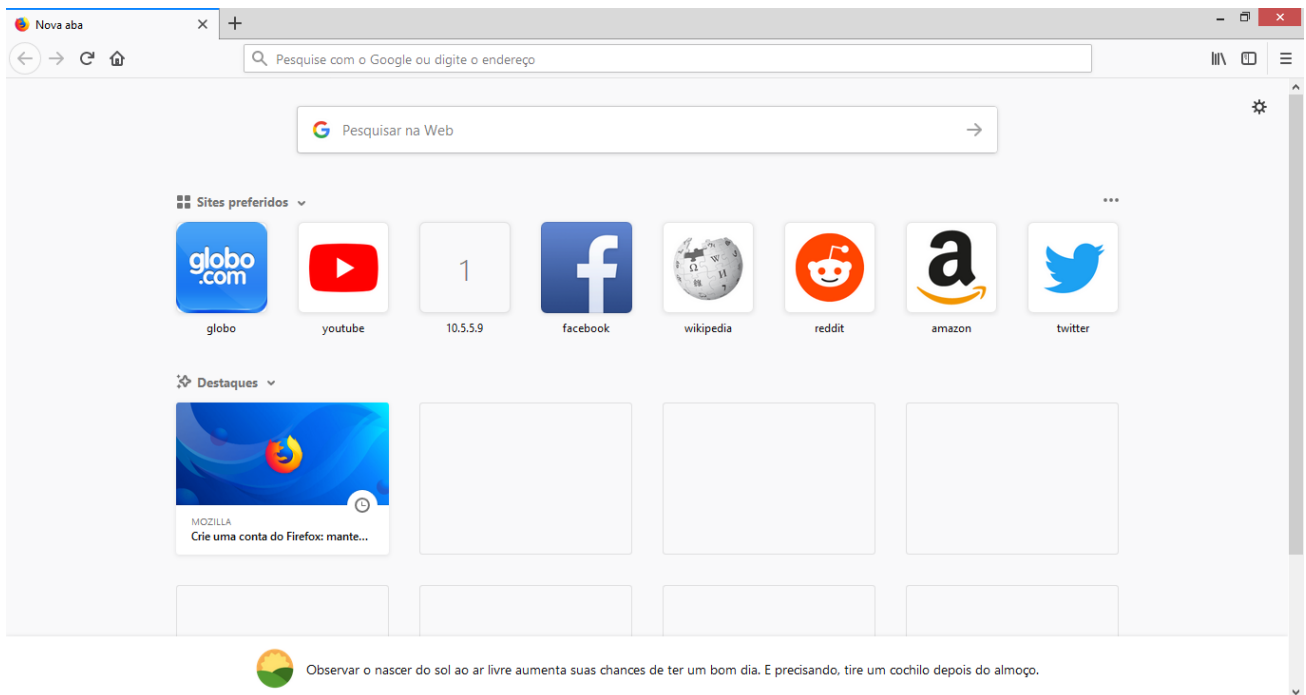 Nova aba
Pesquise com o Google ou digite o endereço
Pesquisar na Web
Sites preferidos
globo
.com
1
globo
youtube
10.5.5.9
facebook
wikipedia
reddit
amazon
twitter
Destaques
MOZILLA
Crie uma conta do Firefox: mante...
Observar o nascer do sol ao ar livre aumenta suas chances de ter um bom dia. E precisando, tire um cochilo depois do almoço.